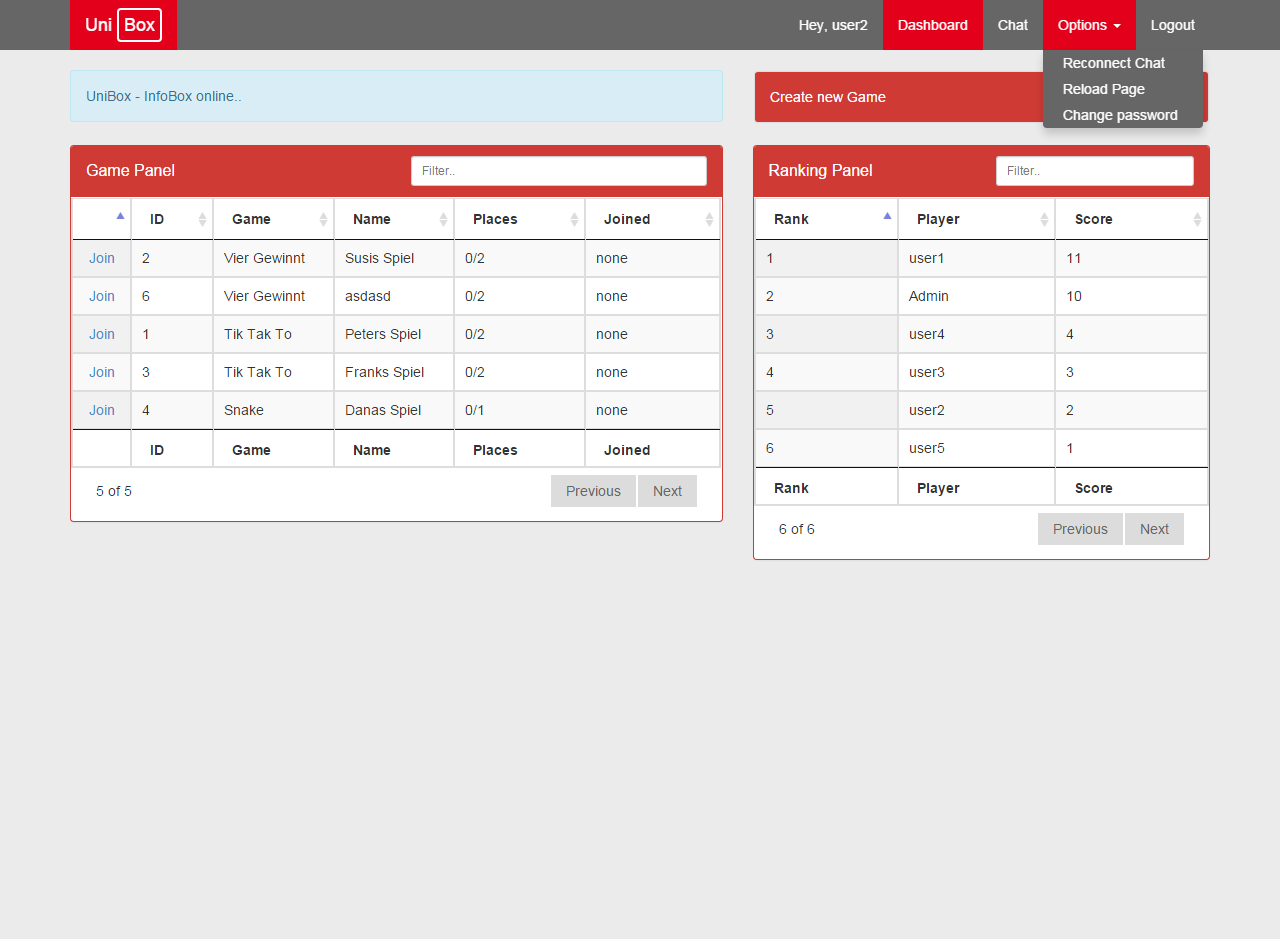 Uni Box Hey, user2 Dashboard Chat Options Logout
Reconnect Chat
Reload Page
Change password
UniBox - InfoBox online..
Create new Game
Game Panel Filter..
ID Game Name Places Joined
Join 2 Vier Gewinnt Susis Spiel 0/2 none
Join 6 Vier Gewinnt asdasd 0/2 none
Join 1 Tik Tak To Peters Spiel 0/2 none
Join 3 Tik Tak To Franks Spiel 0/2 none
Join 4 Snake Danas Spiel 0/1 none
ID Game Name Places Joined
5 of 5 Previous Next
Ranking Panel Filter..
Rank Player Score
1 user1 11
2 Admin 10
3 user4 4
4 user3 3
5 user2 2
6 user5 1
Rank Player Score
6 of 6 Previous Next